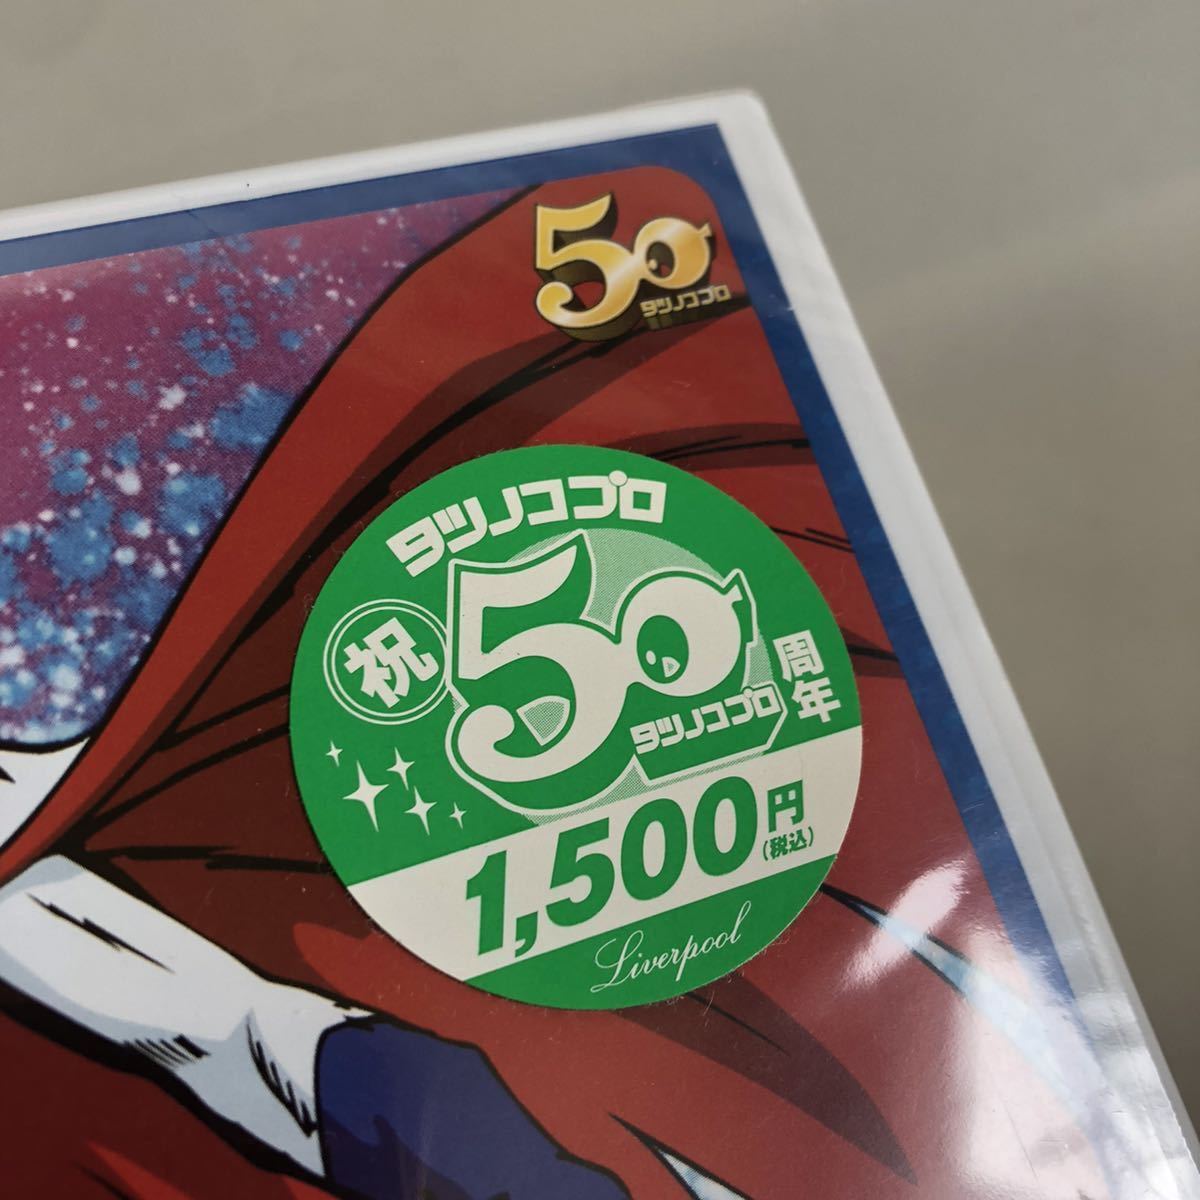 50
タツノコプロ
タツノコプロ
祝
50
周年
タツノコプロ
1,500円
(税込)
Liverpool